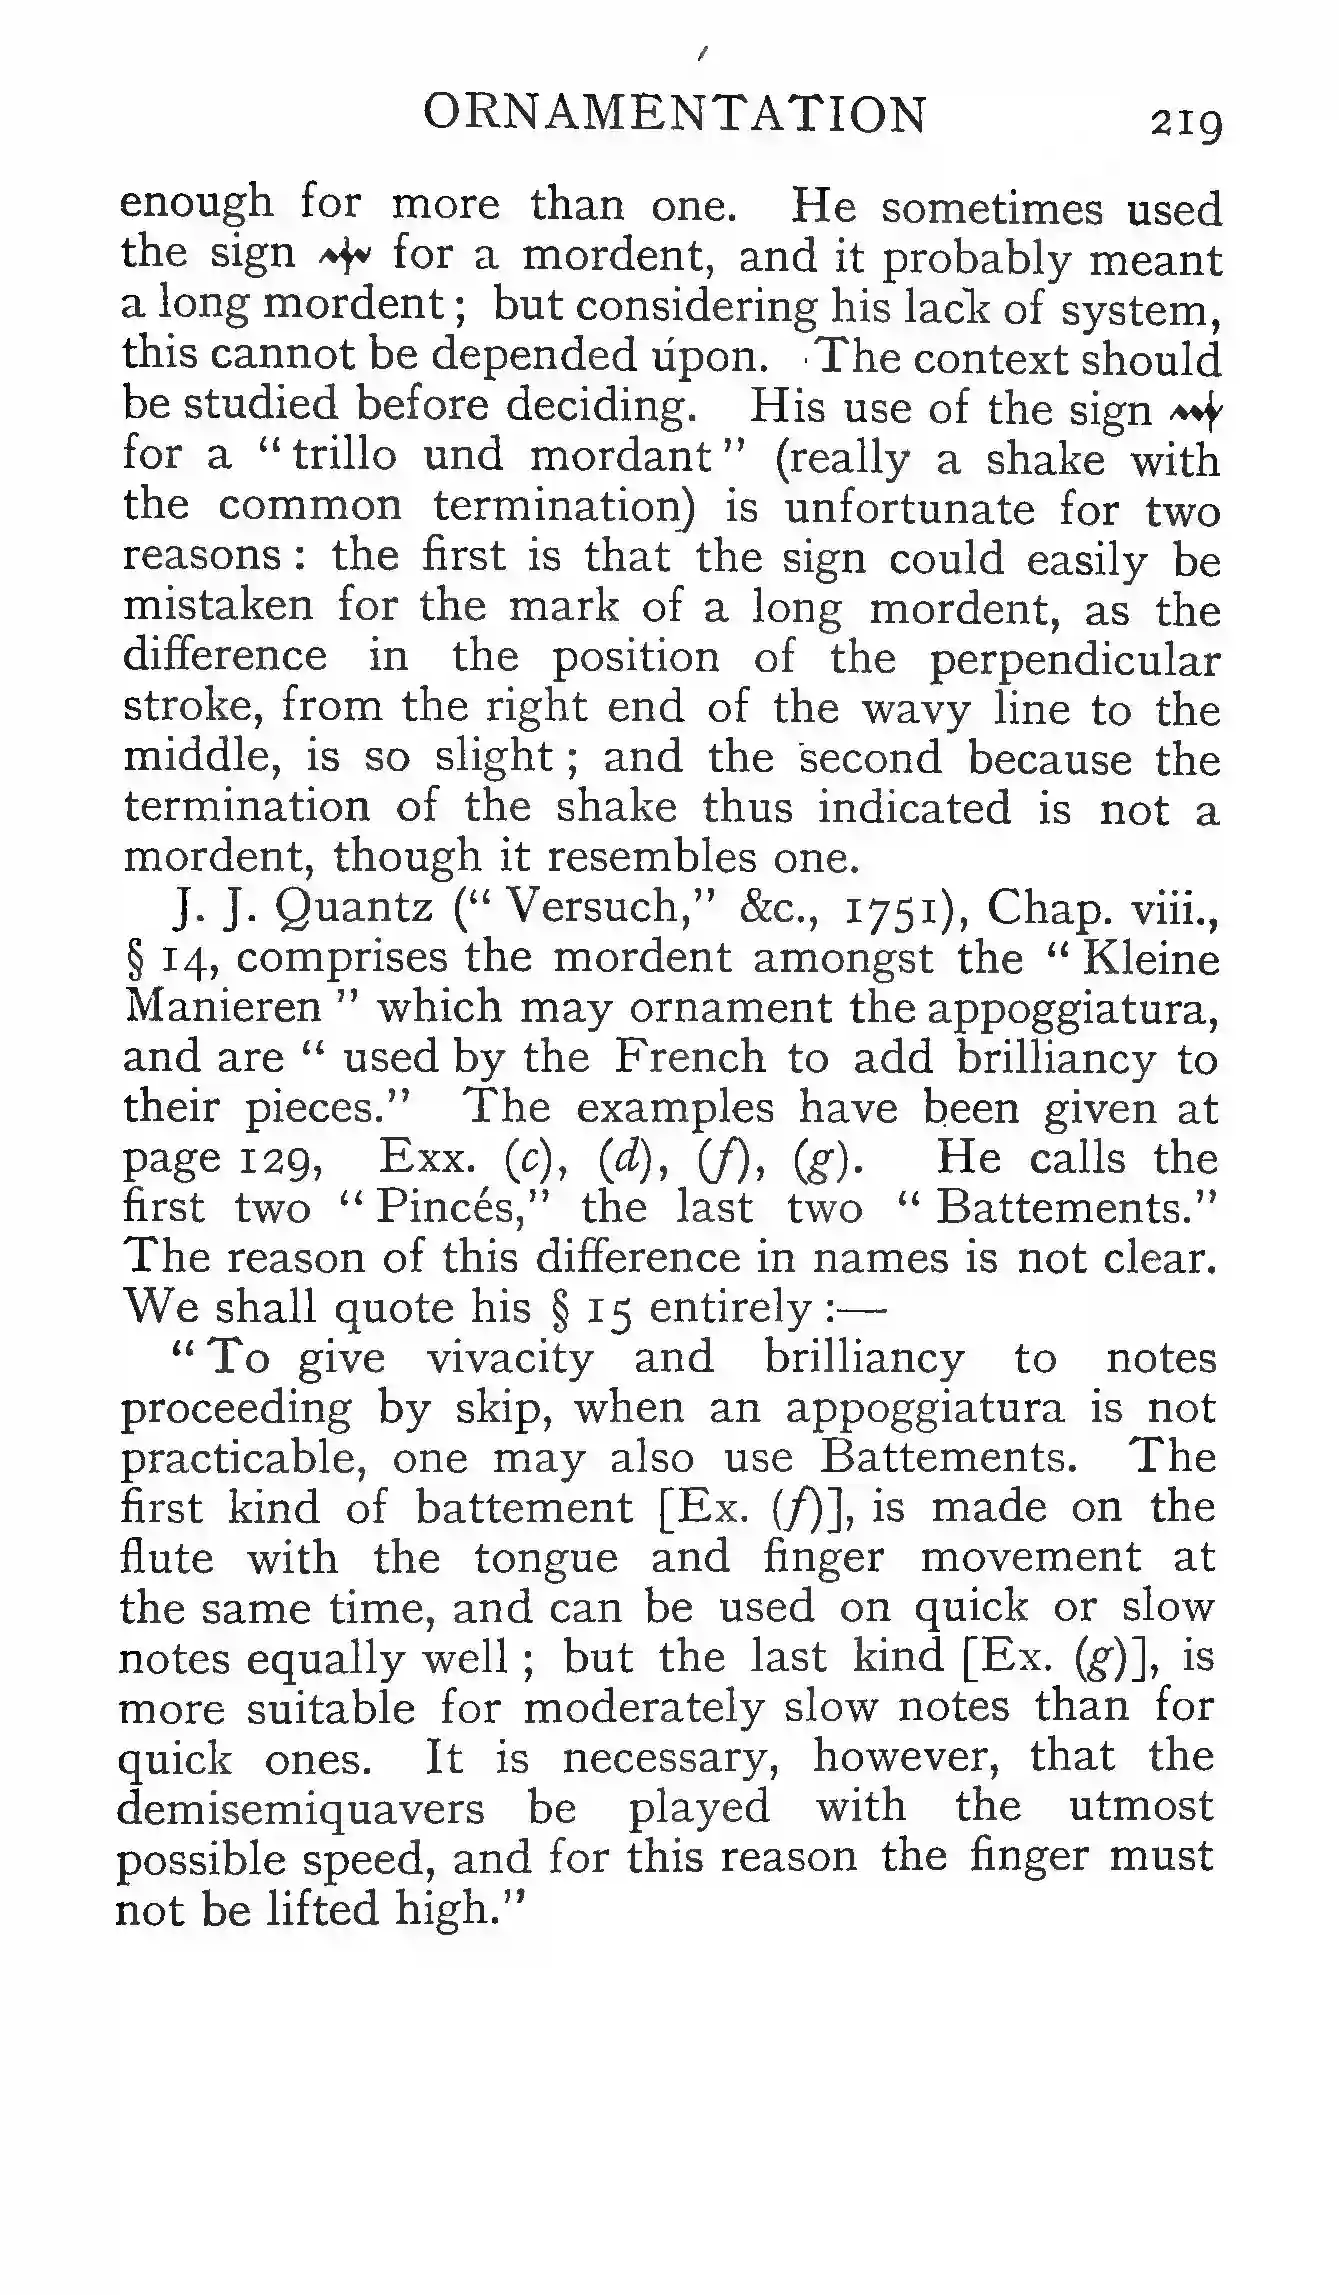 ORNAMENTATION 219
enough for more than one. He sometimes used
the sign for a mordent, and it probably meant
a long mordent ; but considering his lack of system,
this cannot be depended upon. The context should
be studied before deciding. His use of the sign
for a “ trillo und mordant ” (really a shake with
the common termination) is unfortunate for two
reasons : the first is that the sign could easily be
mistaken for the mark of a long mordent, as the
difference in the position of the perpendicular
stroke, from the right end of the wavy line to the
middle, is so slight ; and the second because the
termination of the shake thus indicated is not a
mordent, though it resembles one.
J. J. Quantz (“ Versuch,” &c., 1751), Chap. viii.,
§ 14, comprises the mordent amongst the “ Kleine
Manieren ” which may ornament the appoggiatura,
and are “ used by the French to add brilliancy to
their pieces.” The examples have been given at
page 129, Exx. (c), (d), (f), (g). He calls the
first two “ Pincés,” the last two “ Battements.”
The reason of this difference in names is not clear.
We shall quote his § 15 entirely :—
“ To give vivacity and brilliancy to notes
proceeding by skip, when an appoggiatura is not
practicable, one may also use Battements. The
first kind of battement [Ex. (f)], is made on the
flute with the tongue and finger movement at
the same time, and can be used on quick or slow
notes equally well ; but the last kind [Ex. (g)], is
more suitable for moderately slow notes than for
quick ones. It is necessary, however, that the
demisemiquavers be played with the utmost
possible speed, and for this reason the finger must
not be lifted high.”